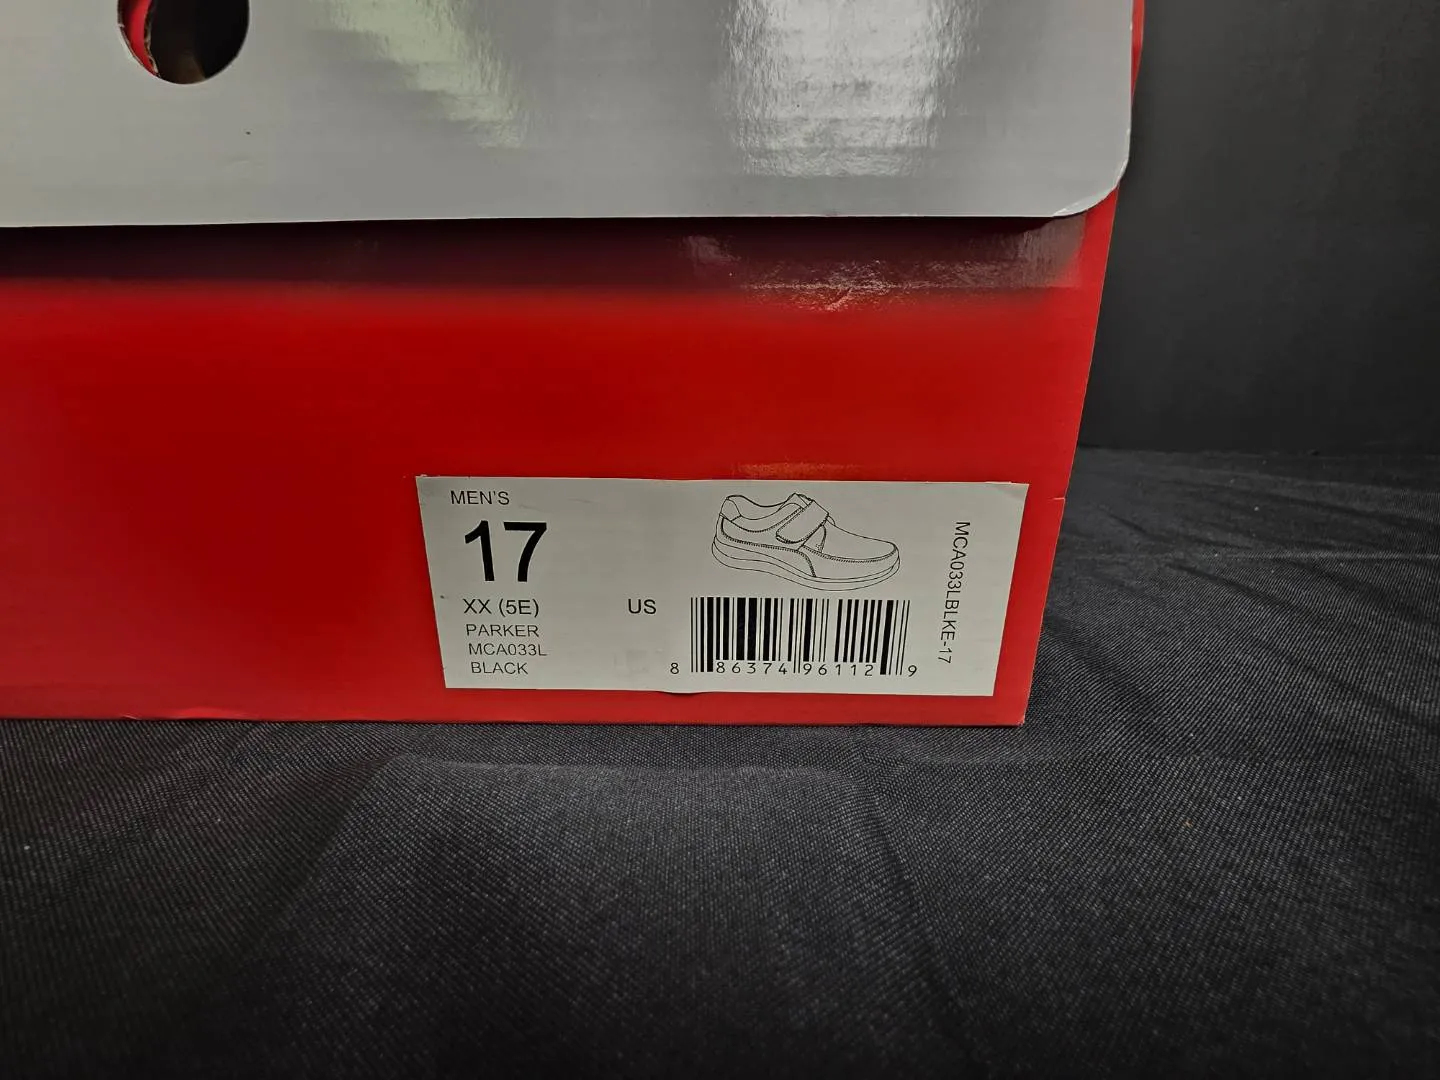 MEN'S
17
XX (5E)
US
PARKER
MCA033L
BLACK
8 86374 96112 9
MCA033LBLKE-17